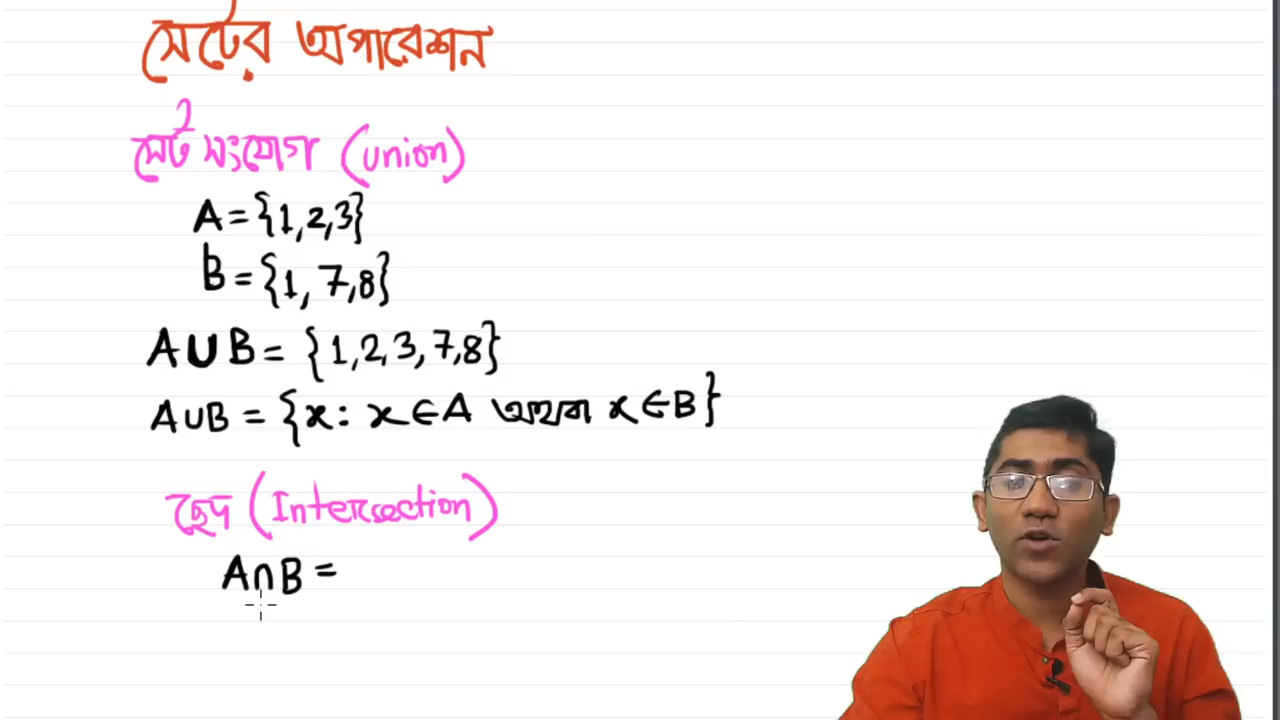 সেটের অপারেশন
সেট সংযোগ (union)
A = {1, 2, 3}
B = {1, 7, 8}
A∪B = {1, 2, 3, 7, 8}
A∪B = {x : x∈A অথবা x∈B}
ছেদ (Intersection)
A∩B =